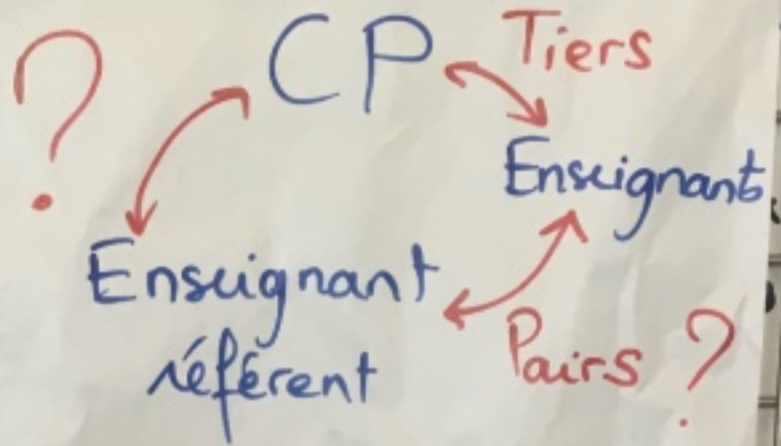 ?
CP
Tiers
Enseignants
Enseignant
référent
Pairs ?